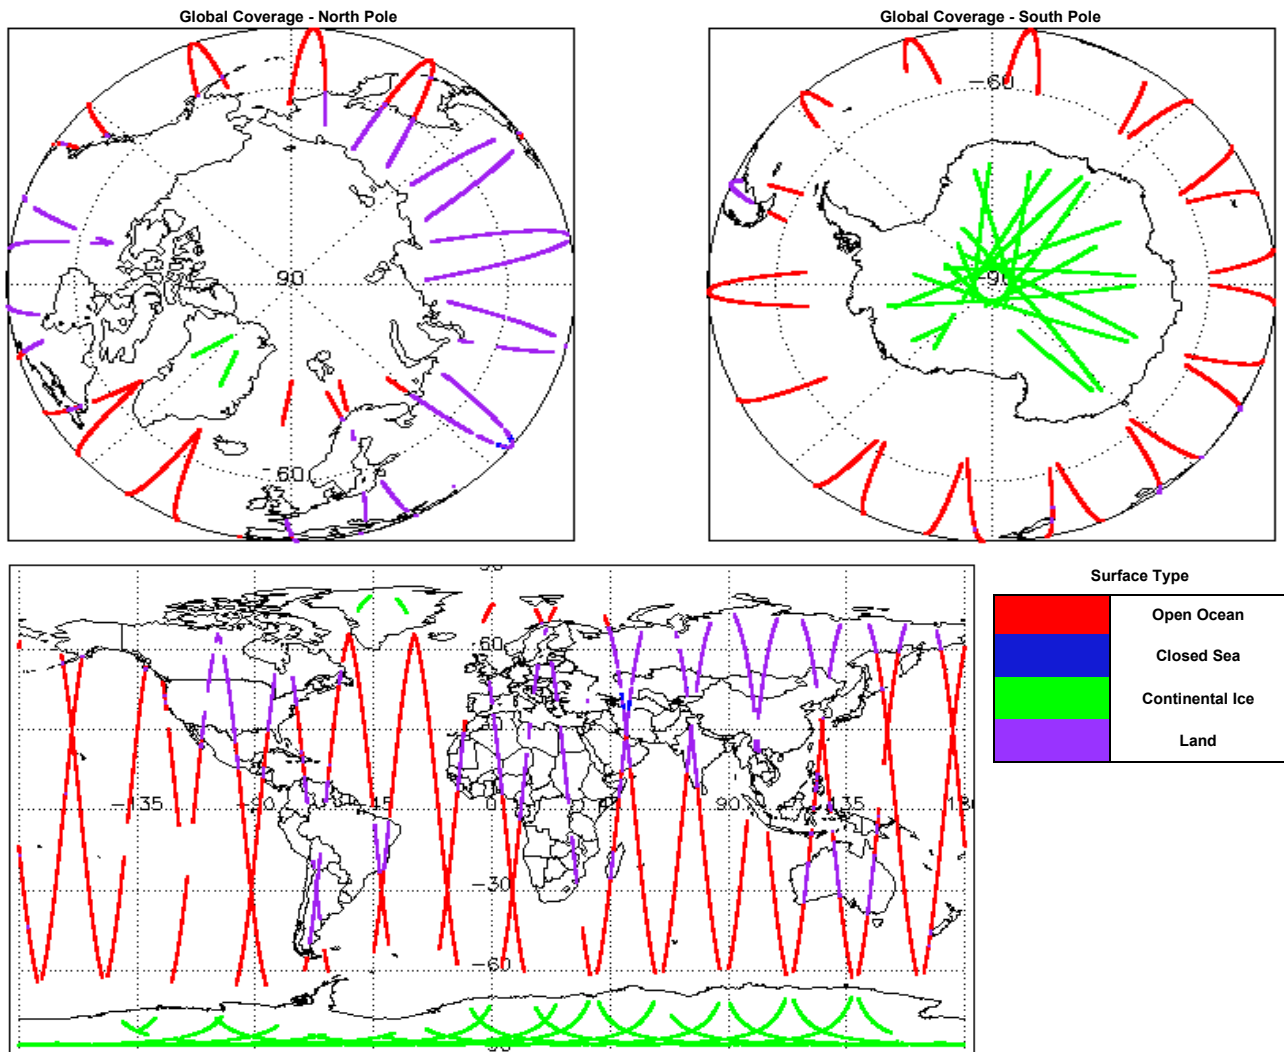 Global Coverage - North Pole
Global Coverage - South Pole
-60
90
-90
-60
60
-135
-45
0
90
135
-30
-60
Surface Type
Open Ocean
Closed Sea
Continental Ice
Land